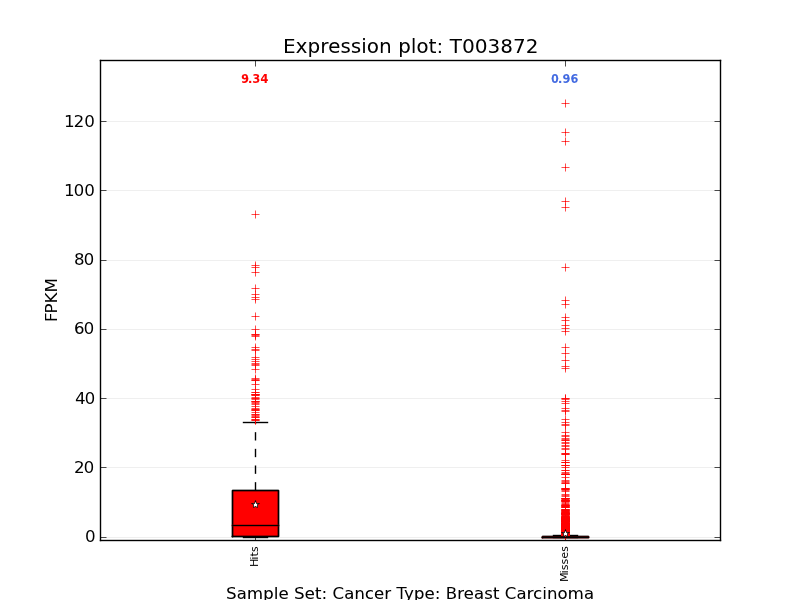 Expression plot: T003872
9.34
0.96
120
100
80
60
40
20
0
FPKM
Hits
Misses
Sample Set: Cancer Type: Breast Carcinoma